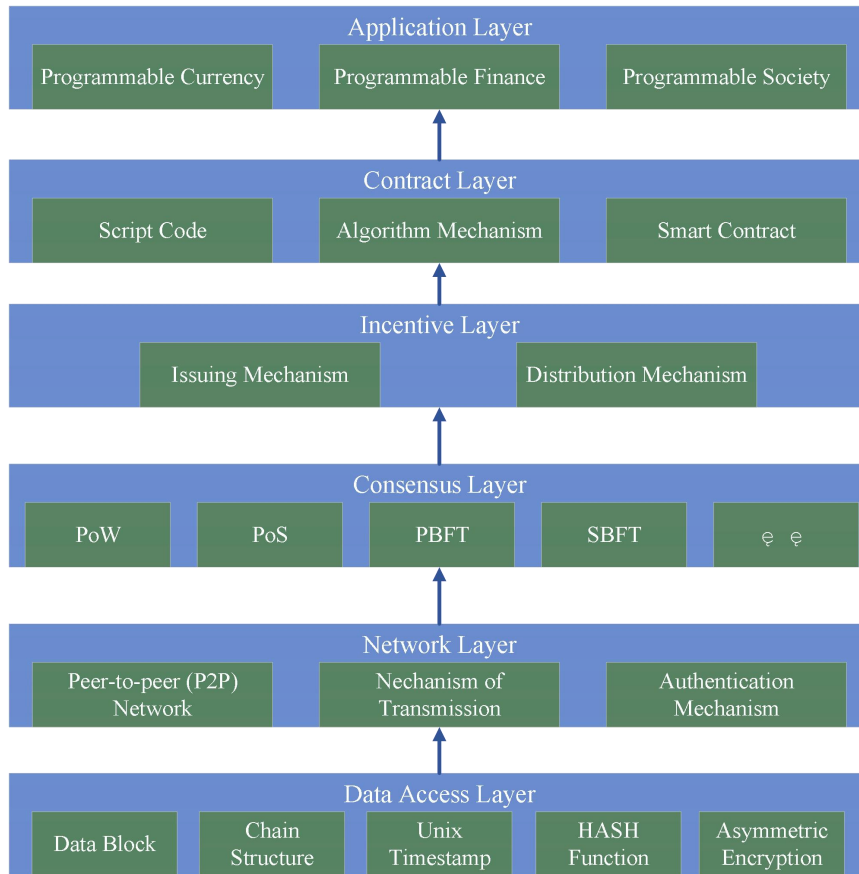 Application Layer
Programmable Currency
Programmable Finance
Programmable Society
Contract Layer
Script Code
Algorithm Mechanism
Smart Contract
Incentive Layer
Issuing Mechanism
Distribution Mechanism
Consensus Layer
PoW
PoS
PBFT
SBFT
ę ę
Network Layer
Peer-to-peer (P2P)
Network
Nechanism of
Transmission
Authentication
Mechanism
Data Access Layer
Data Block
Chain
Structure
Unix
Timestamp
HASH
Function
Asymmetric
Encryption